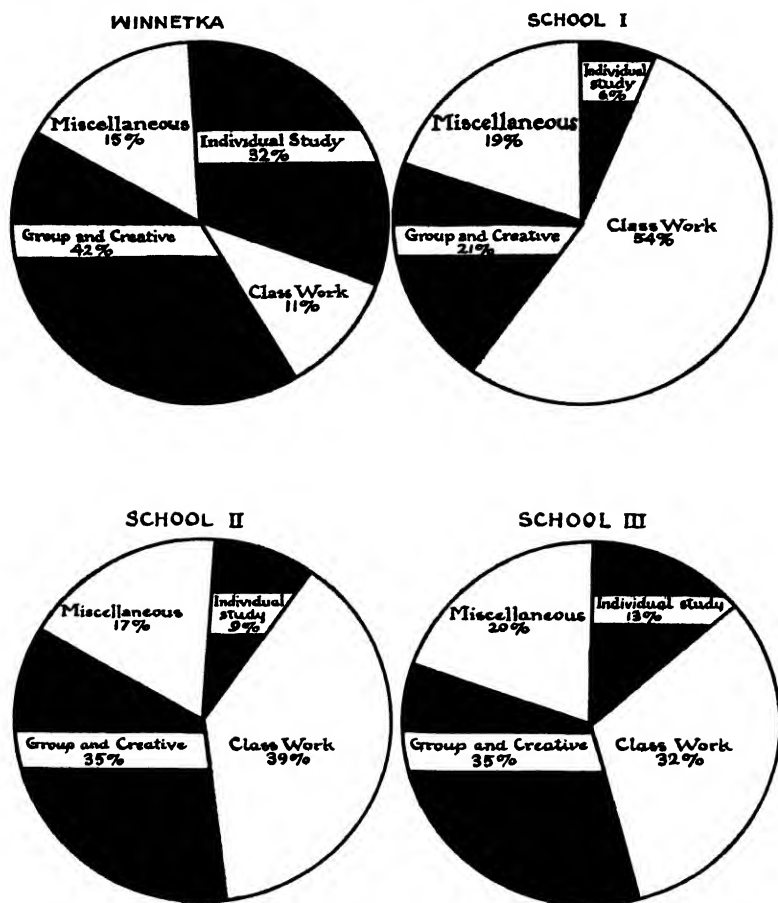 WINNETKA
Miscellaneous
15%
Individual Study
32%
Group and Creative
42%
Class Work
11%
SCHOOL I
Individual
study
6%
Miscellaneous
19%
Class Work
54%
Group and Creative
21%
SCHOOL II
Individual
study
9%
Miscellaneous
17%
Group and Creative
35%
Class Work
39%
SCHOOL III
Individual study
13%
Miscellaneous
20%
Group and Creative
35%
Class Work
32%